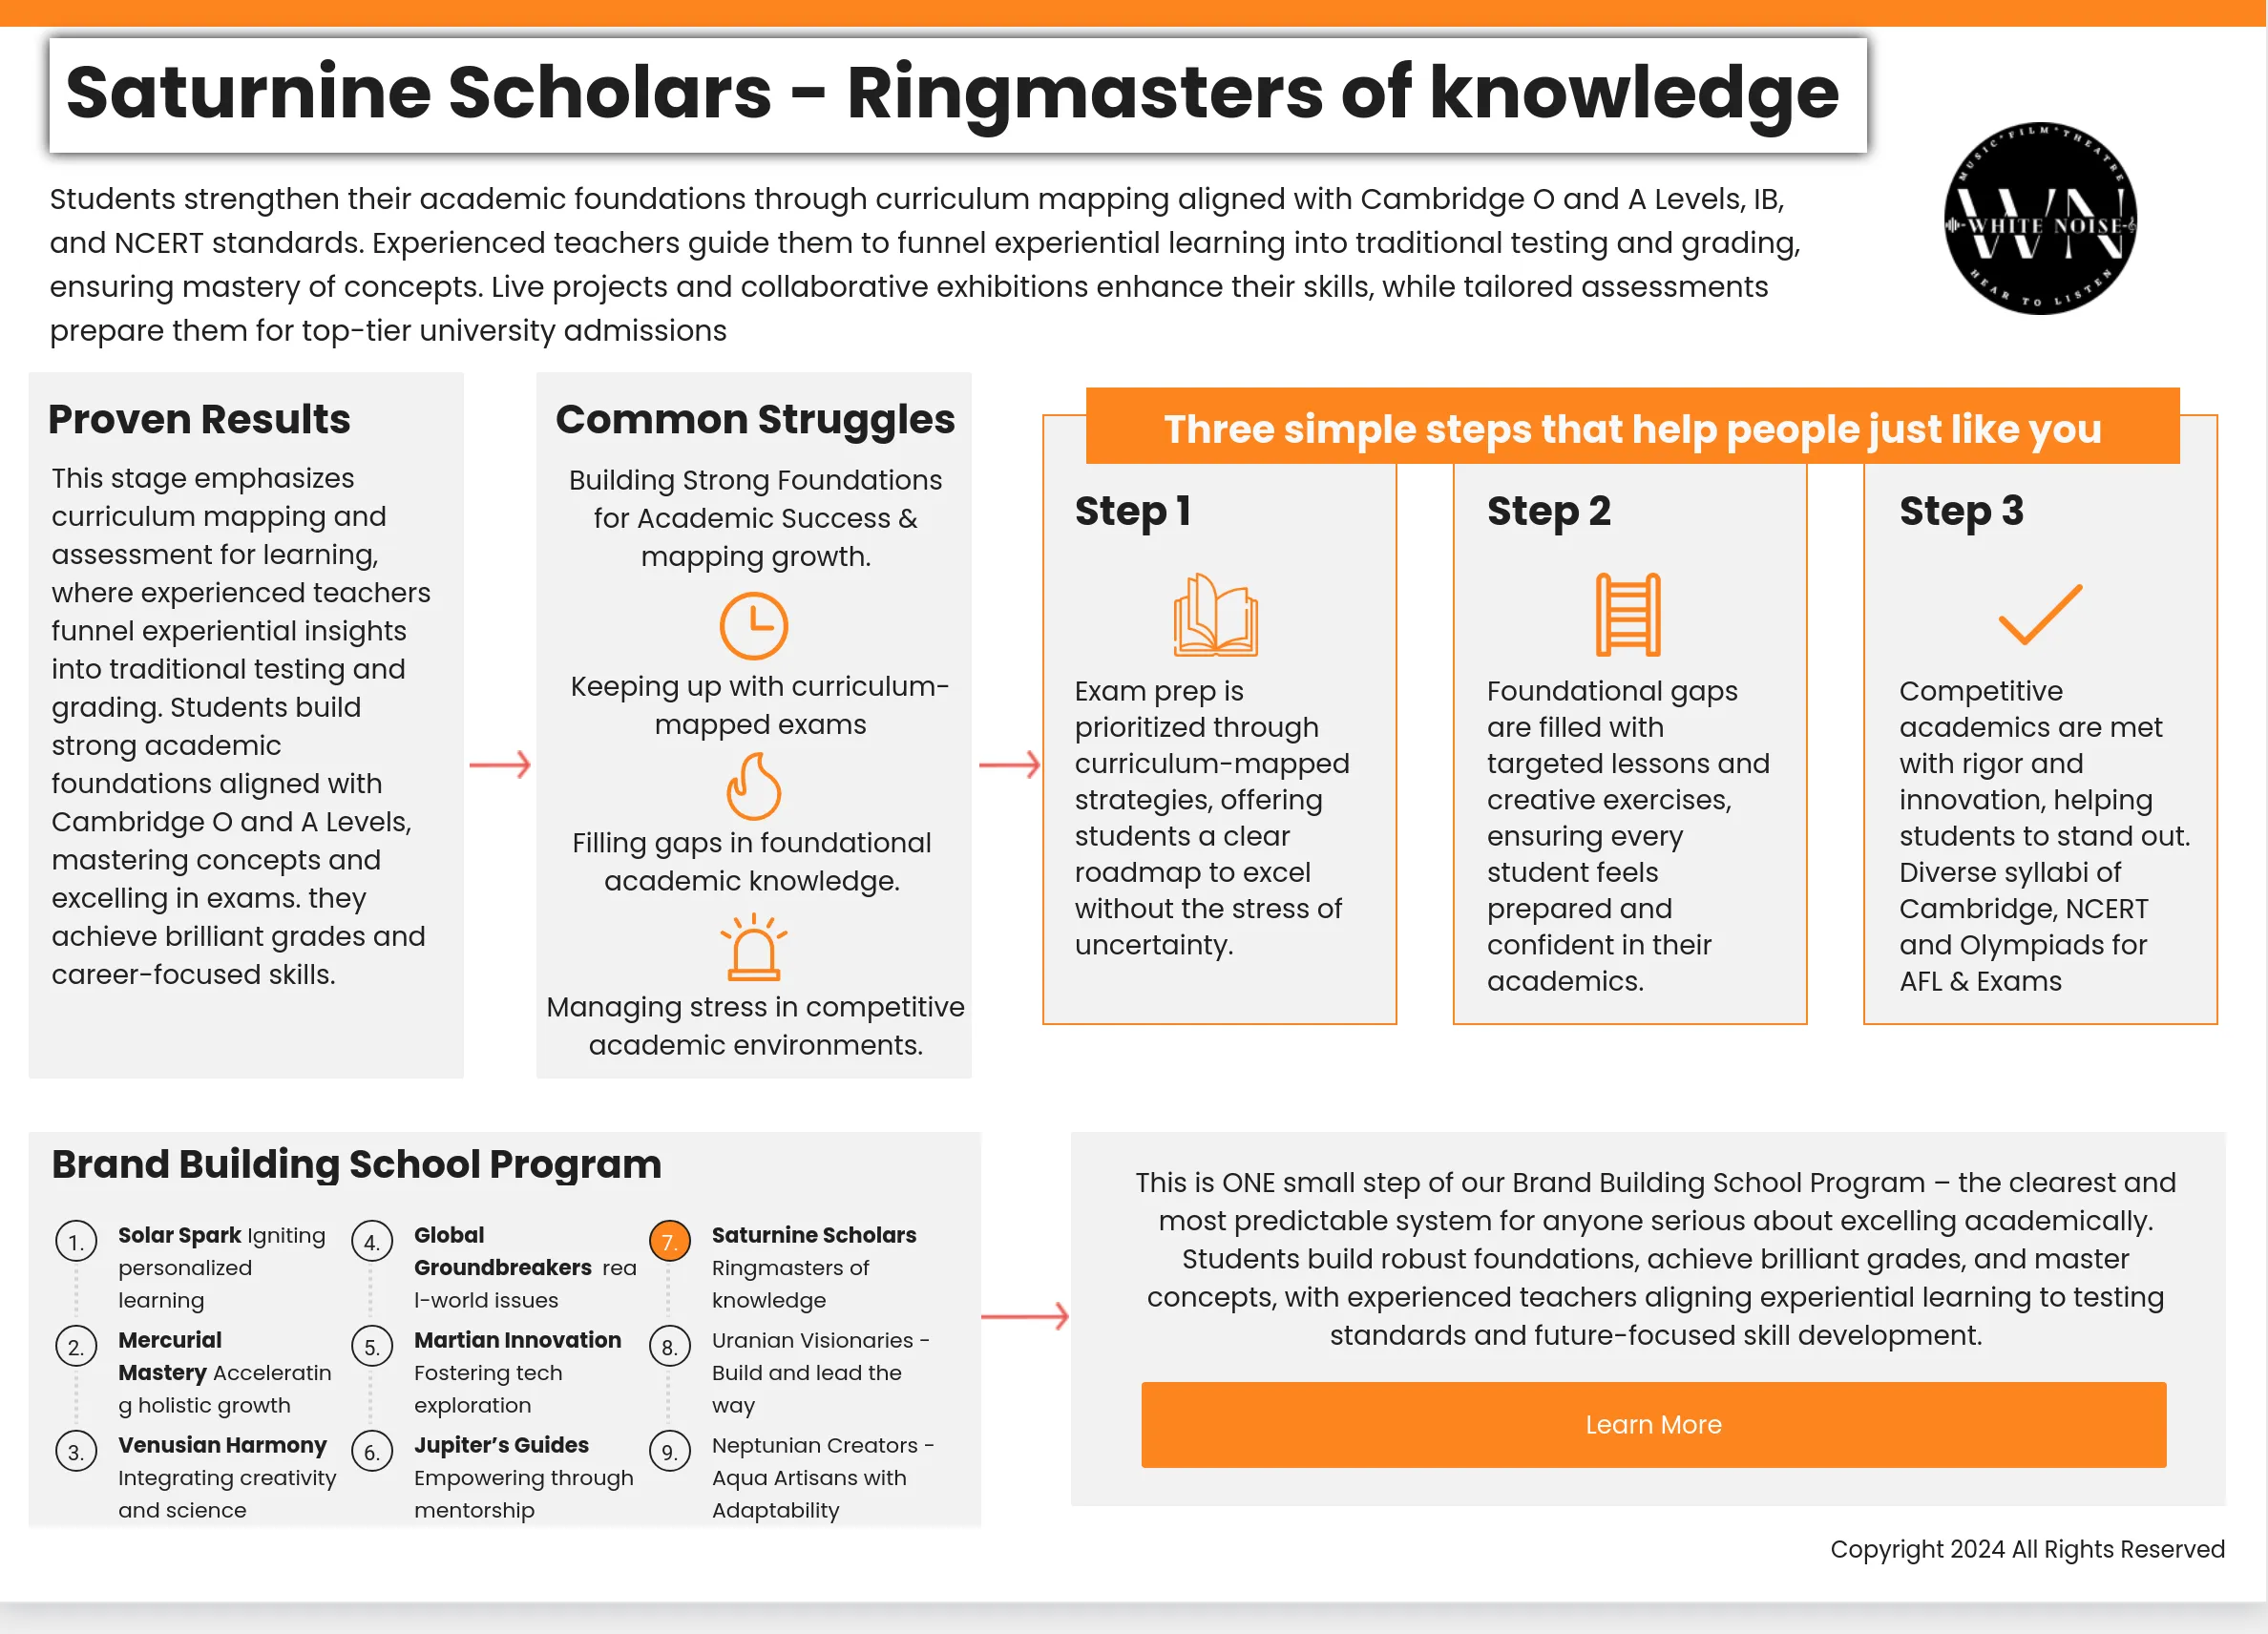 Saturnine Scholars - Ringmasters of knowledge
MUSIC*FILM*THEATRE
WN
WHITE NOISE
HEAR TO LISTEN
Students strengthen their academic foundations through curriculum mapping aligned with Cambridge O and A Levels, IB,
and NCERT standards. Experienced teachers guide them to funnel experiential learning into traditional testing and grading,
ensuring mastery of concepts. Live projects and collaborative exhibitions enhance their skills, while tailored assessments
prepare them for top-tier university admissions
Proven Results
This stage emphasizes
curriculum mapping and
assessment for learning,
where experienced teachers
funnel experiential insights
into traditional testing and
grading. Students build
strong academic
foundations aligned with
Cambridge O and A Levels,
mastering concepts and
excelling in exams. they
achieve brilliant grades and
career-focused skills.
Common Struggles
Building Strong Foundations
for Academic Success &
mapping growth.
Keeping up with curriculum-
mapped exams
Filling gaps in foundational
academic knowledge.
Managing stress in competitive
academic environments.
Three simple steps that help people just like you
Step 1
Exam prep is
prioritized through
curriculum-mapped
strategies, offering
students a clear
roadmap to excel
without the stress of
uncertainty.
Step 2
Foundational gaps
are filled with
targeted lessons and
creative exercises,
ensuring every
student feels
prepared and
confident in their
academics.
Step 3
Competitive
academics are met
with rigor and
innovation, helping
students to stand out.
Diverse syllabi of
Cambridge, NCERT
and Olympiads for
AFL & Exams
Brand Building School Program
1. Solar Spark Igniting
personalized
learning
2. Mercurial
Mastery Acceleratin
g holistic growth
3. Venusian Harmony
Integrating creativity
and science
4. Global
Groundbreakers rea
l-world issues
5. Martian Innovation
Fostering tech
exploration
6. Jupiter's Guides
Empowering through
mentorship
7. Saturnine Scholars
Ringmasters of
knowledge
8. Uranian Visionaries -
Build and lead the
way
9. Neptunian Creators -
Aqua Artisans with
Adaptability
This is ONE small step of our Brand Building School Program – the clearest and
most predictable system for anyone serious about excelling academically.
Students build robust foundations, achieve brilliant grades, and master
concepts, with experienced teachers aligning experiential learning to testing
standards and future-focused skill development.
Learn More
Copyright 2024 All Rights Reserved